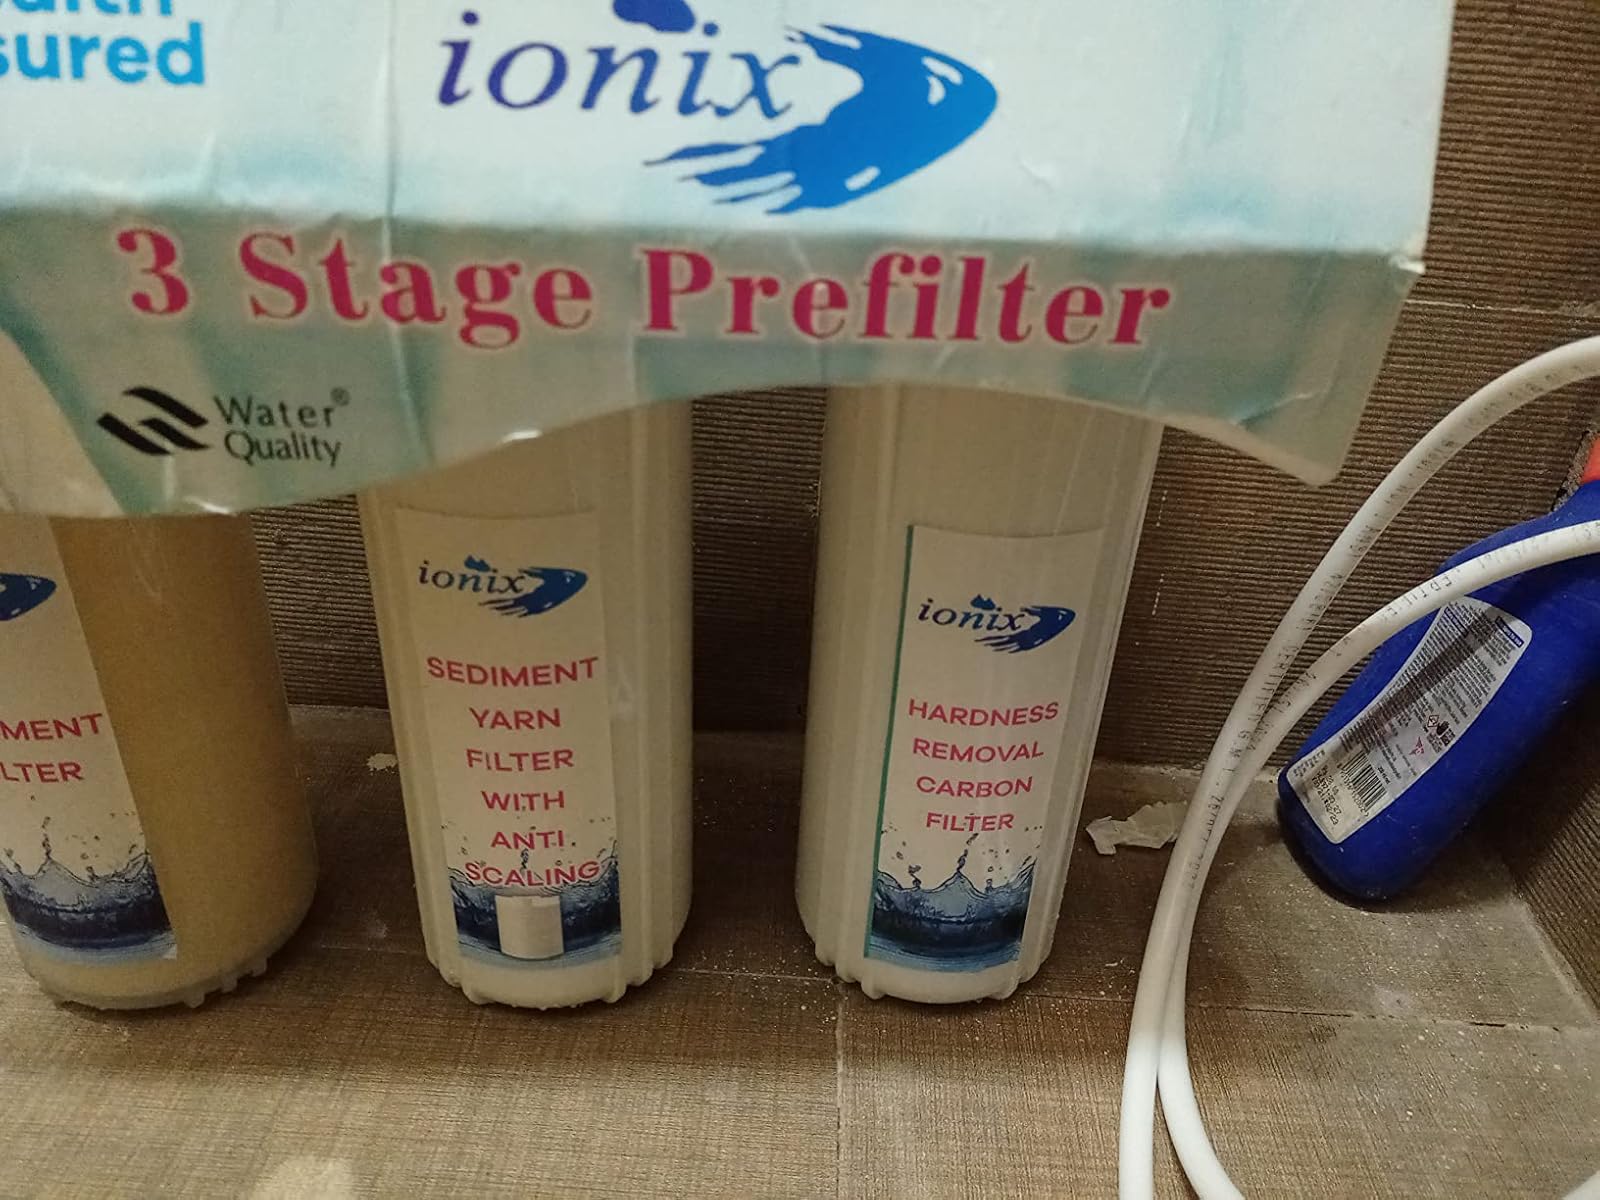 sured
ionix
3 Stage Prefilter
Water®
Quality
MENT
LTER
ionix
SEDIMENT
YARN
FILTER
WITH
ANTI
SCALING
ionix
HARDNESS
REMOVAL
CARBON
FILTER